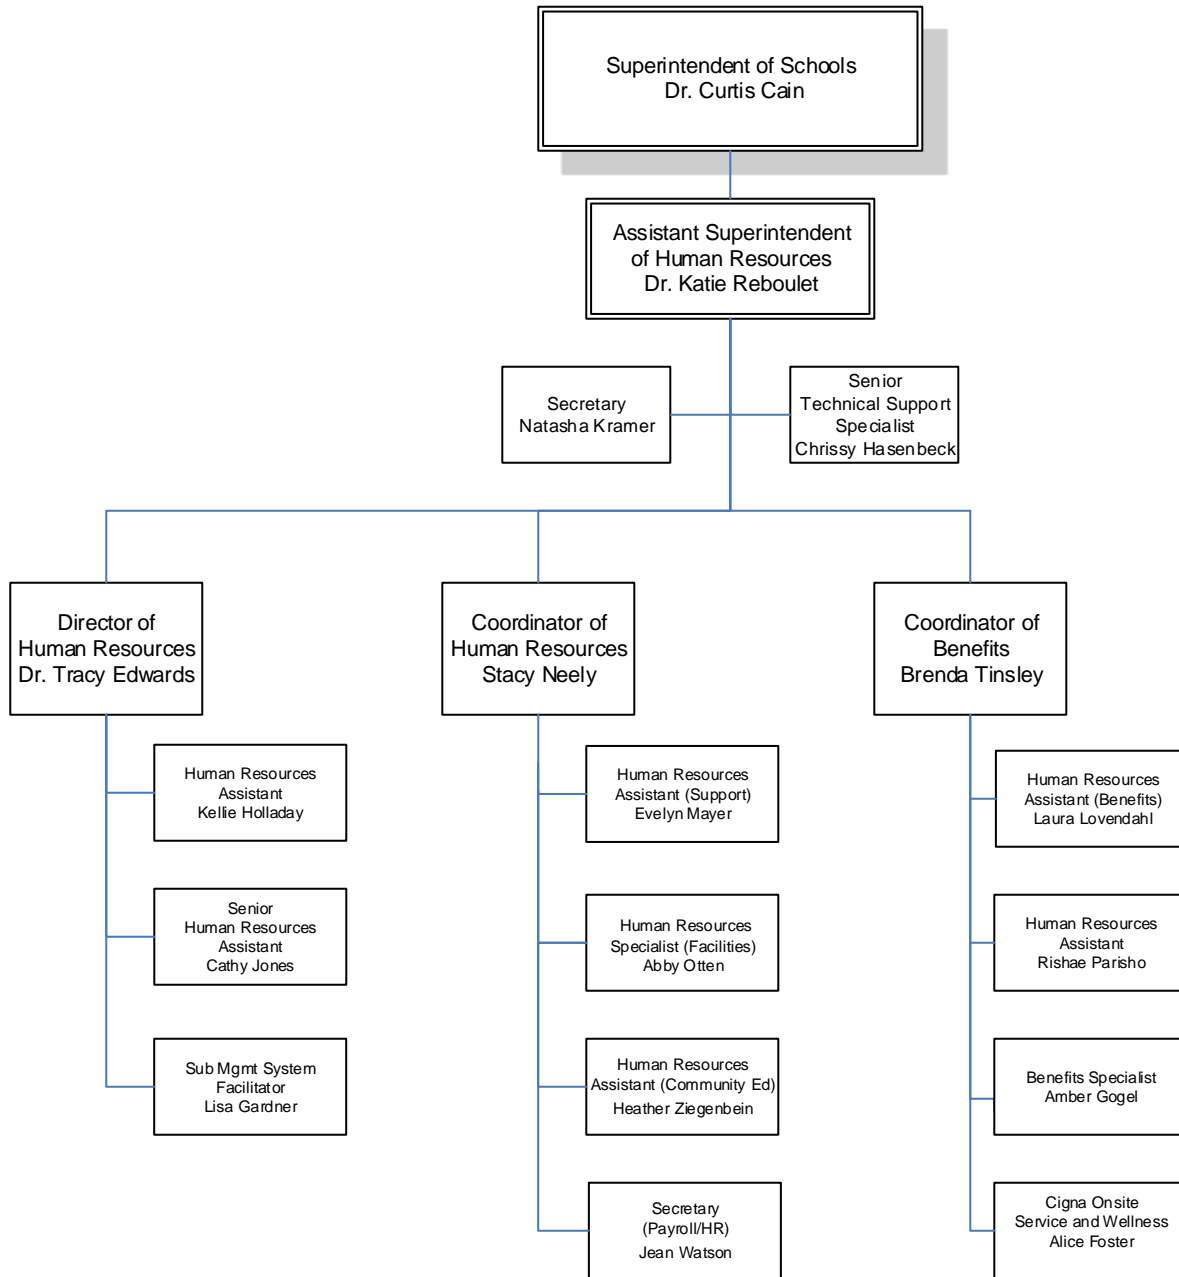 Superintendent of Schools
Dr. Curtis Cain
Assistant Superintendent
of Human Resources
Dr. Katie Reboulet
Secretary
Natasha Kramer
Senior
Technical Support
Specialist
Chrissy Hasenbeck
Director of
Human Resources
Dr. Tracy Edwards
Coordinator of
Human Resources
Stacy Neely
Coordinator of
Benefits
Brenda Tinsley
Human Resources
Assistant
Kellie Holladay
Senior
Human Resources
Assistant
Cathy Jones
Sub Mgmt System
Facilitator
Lisa Gardner
Human Resources
Assistant (Support)
Evelyn Mayer
Human Resources
Specialist (Facilities)
Abby Otten
Human Resources
Assistant (Community Ed)
Heather Ziegenbein
Secretary
(Payroll/HR)
Jean Watson
Human Resources
Assistant (Benefits)
Laura Lovendahl
Human Resources
Assistant
Rishae Parisho
Benefits Specialist
Amber Gogel
Cigna Onsite
Service and Wellness
Alice Foster